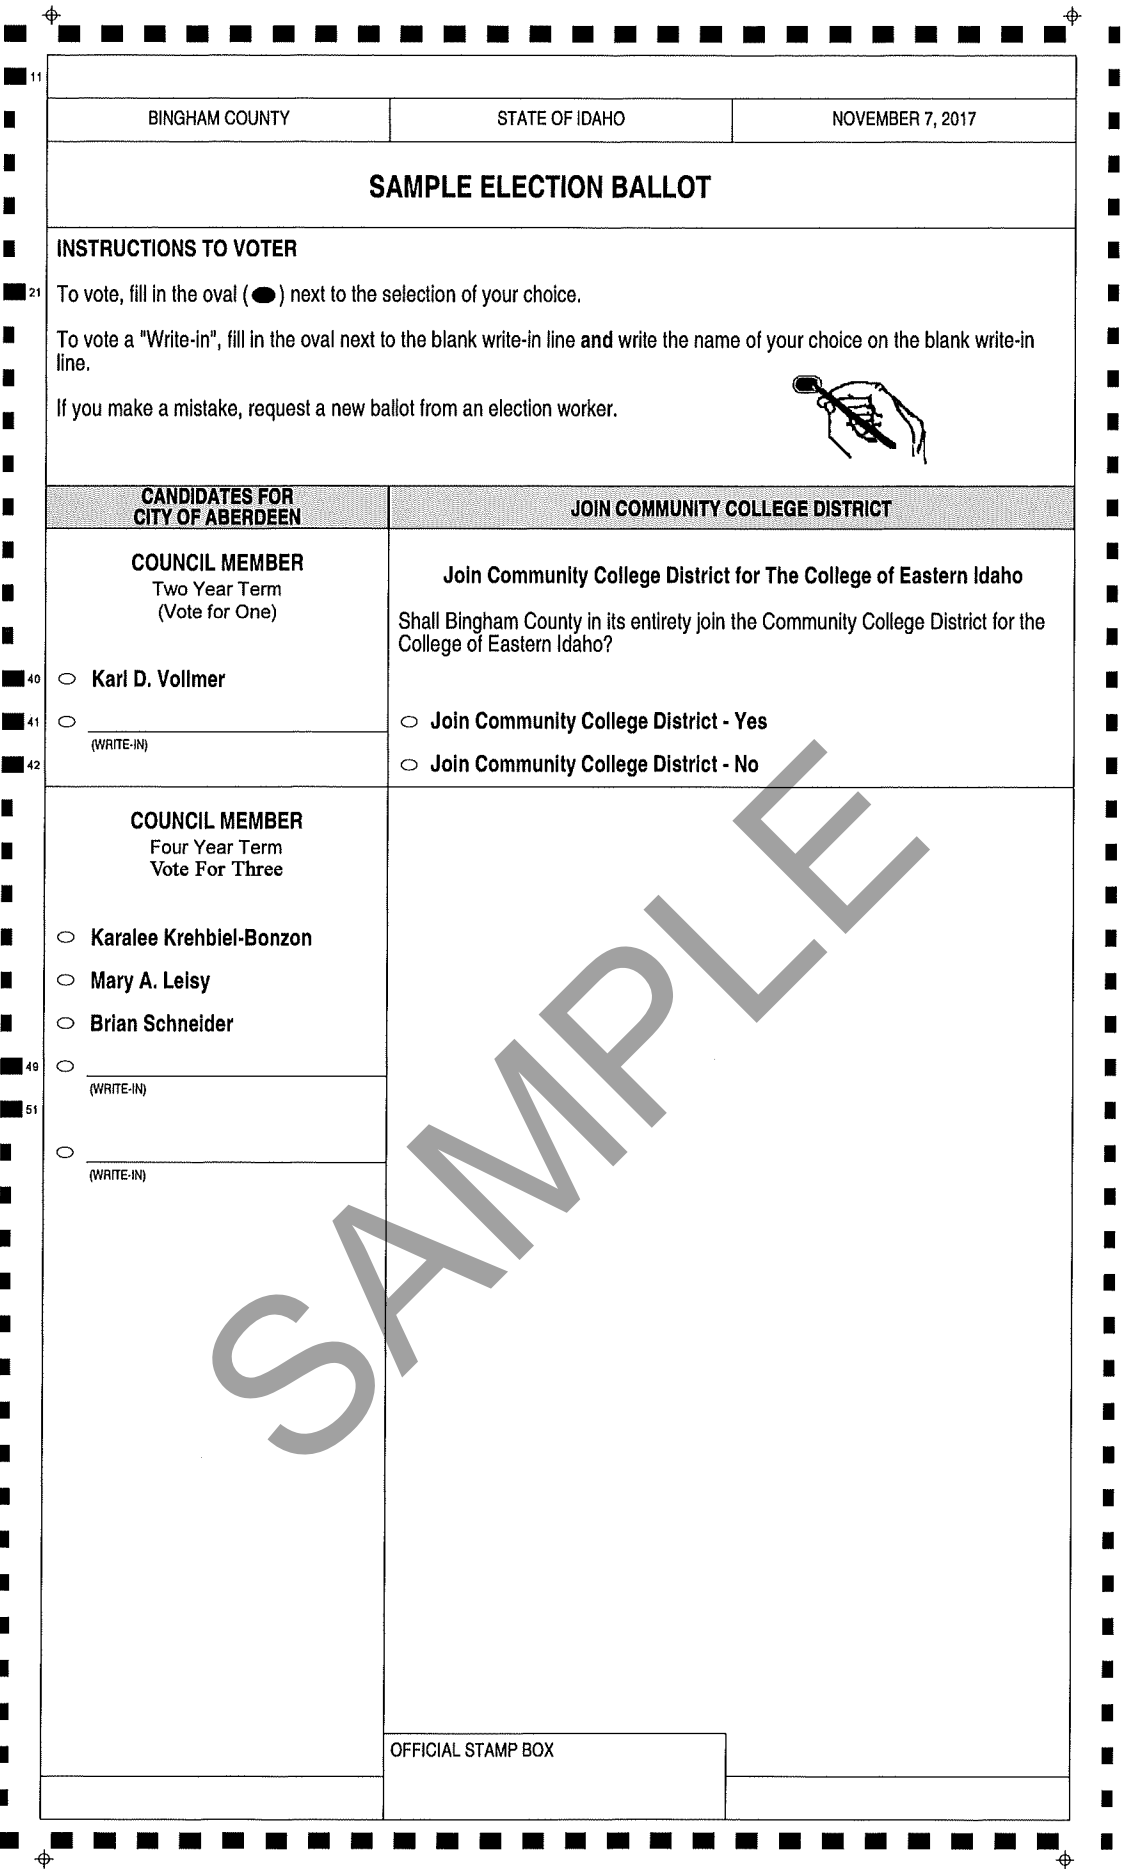 11
BINGHAM COUNTY
STATE OF IDAHO
NOVEMBER 7, 2017
SAMPLE ELECTION BALLOT
INSTRUCTIONS TO VOTER
21
To vote, fill in the oval ( ) next to the selection of your choice.
To vote a "Write-in", fill in the oval next to the blank write-in line and write the name of your choice on the blank write-in
line.
If you make a mistake, request a new ballot from an election worker.
CANDIDATES FOR
CITY OF ABERDEEN
COUNCIL MEMBER
Two Year Term
(Vote for One)
40
Karl D. Vollmer
41
(WRITE-IN)
42
COUNCIL MEMBER
Four Year Term
Vote For Three
Karalee Krehbiel-Bonzon
Mary A. Leisy
Brian Schneider
49
(WRITE-IN)
51
(WRITE-IN)
JOIN COMMUNITY COLLEGE DISTRICT
Join Community College District for The College of Eastern Idaho
Shall Bingham County in its entirety join the Community College District for the
College of Eastern Idaho?
Join Community College District - Yes
Join Community College District - No
SAMPLE
OFFICIAL STAMP BOX